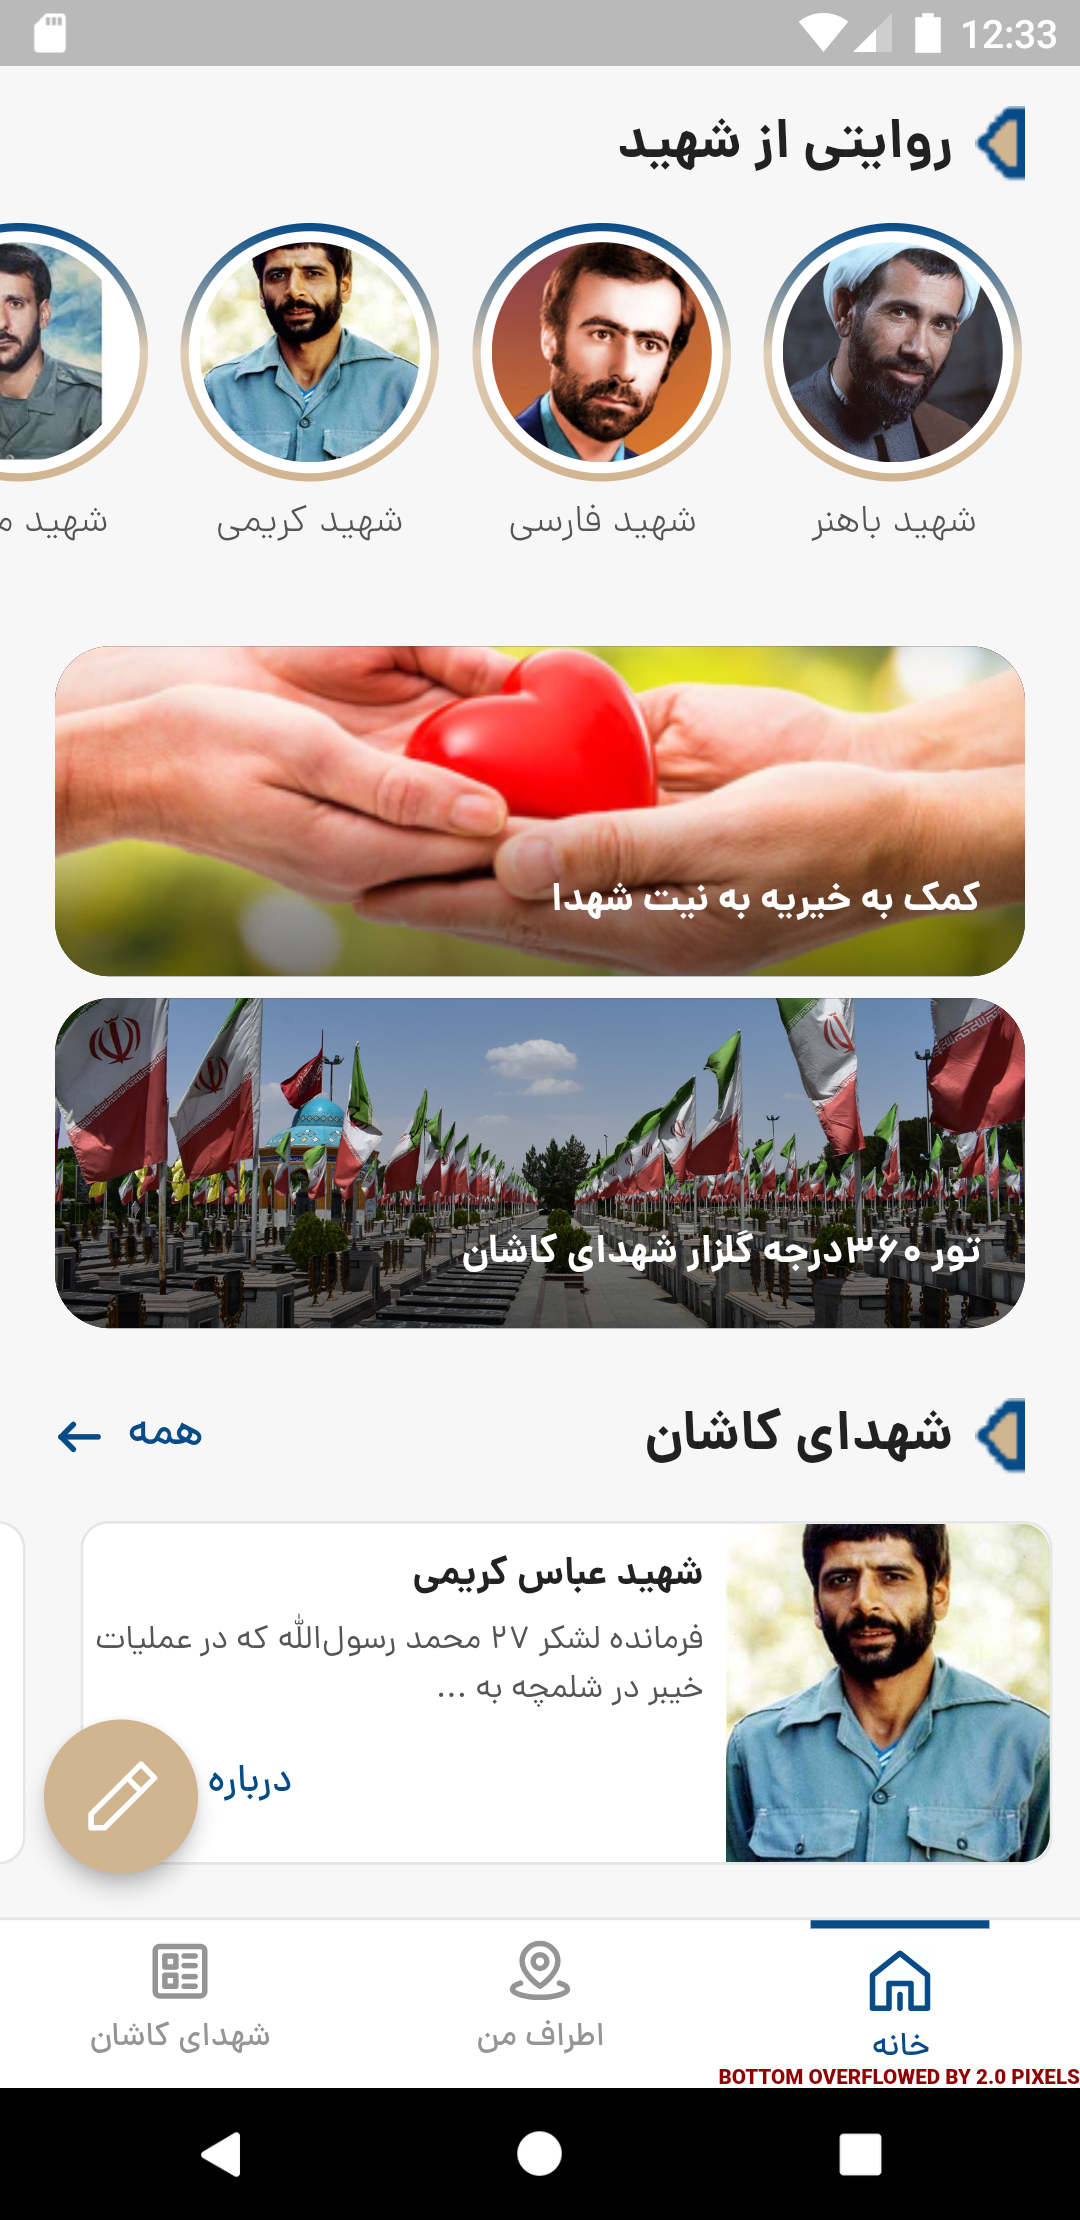 12:33
روایتی از شهید
شهید باهنر
شهید فارسی
شهید کریمی
شهید م
کمک به خیریه به نیت شهدا
تور ۳۶۰درجه گلزار شهدای کاشان
شهدای کاشان
همه
شهید عباس کریمی
فرمانده لشکر ۲۷ محمد رسول‌الله که در عملیات
خیبر در شلمچه به ...
درباره
خانه
اطراف من
شهدای کاشان
BOTTOM OVERFLOWED BY 2.0 PIXELS